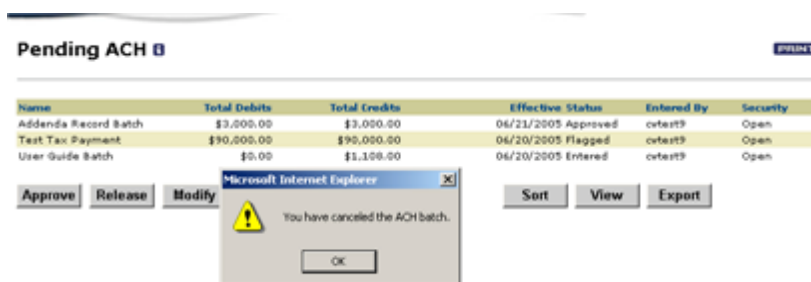 Pending ACH
PRINT
Name Total Debits Total Credits Effective Status Entered By Security
Addenda Record Batch $3,000.00 $3,000.00 06/21/2005 Approved cvtest9 Open
Test Tax Payment $90,000.00 $90,000.00 06/20/2005 Flagged cvtest9 Open
User Guide Batch $0.00 $1,108.00 06/20/2005 Entered cvtest9 Open
Approve Release Modify Sort View Export
Microsoft Internet Explorer
You have canceled the ACH batch.
OK